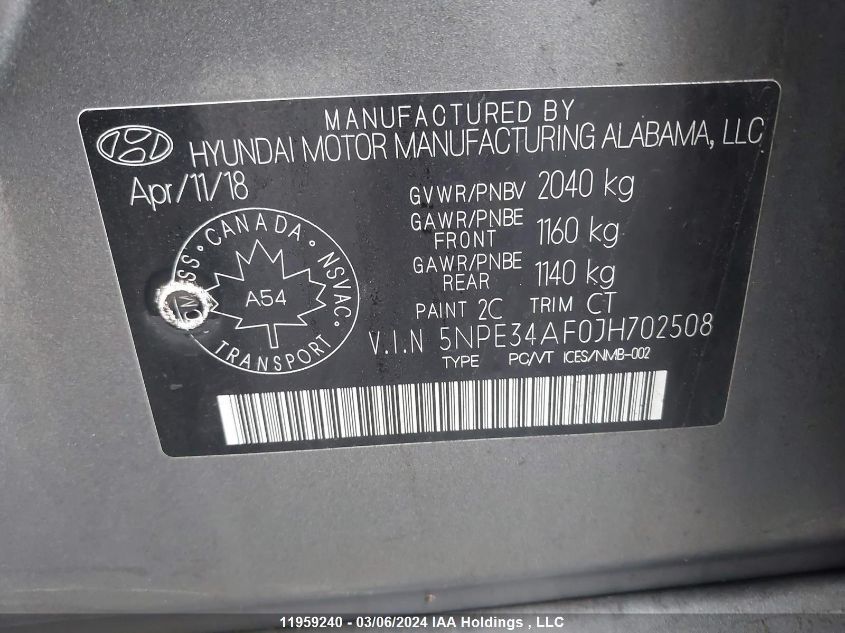 MANUFACTURED BY
HYUNDAI MOTOR MANUFACTURING ALABAMA, LLC
Apr/11/18
GVWR/PNBV 2040 kg
GAWR/PNBE
FRONT 1160 kg
GAWR/PNBE
REAR 1140 kg
PAINT 2C TRIM CT
V.I.N 5NPE34AF0JH702508
TYPE PC/VT ICES/NMB-002
CANADA • NSVAC •
TRANSPORT
A54
11959240 - 03/06/2024 IAA Holdings , LLC